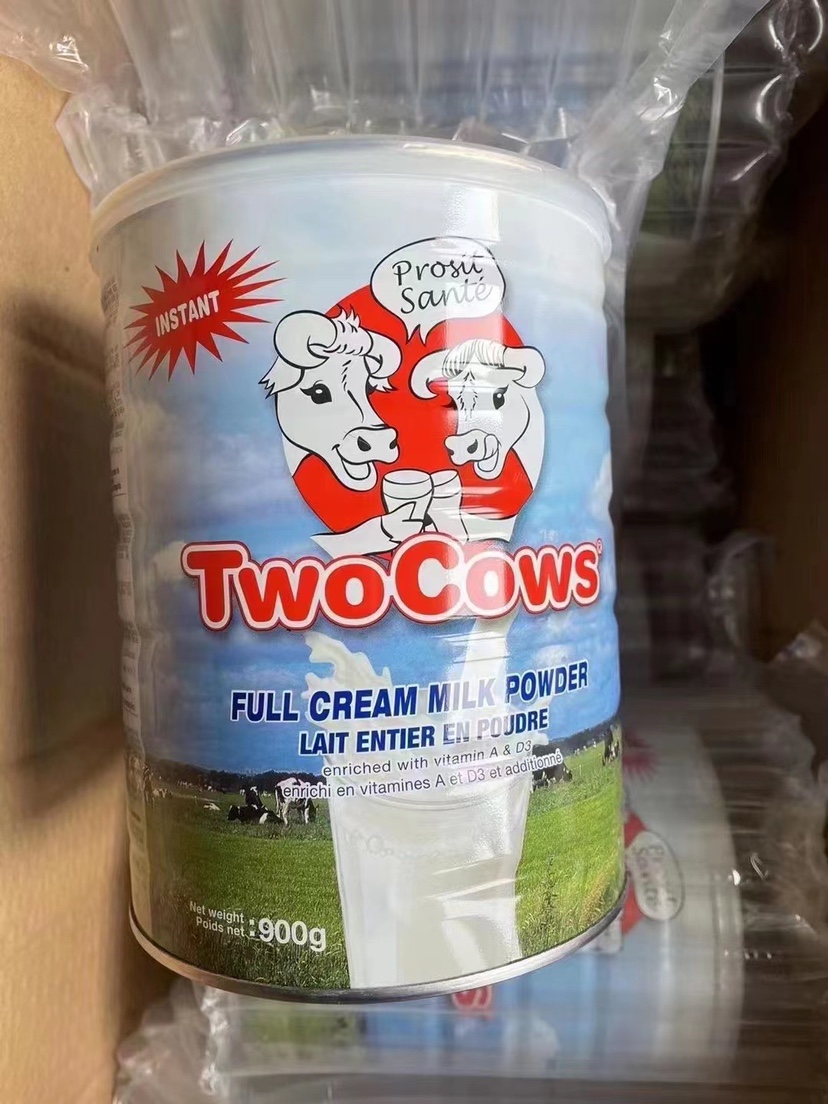 Prosit
Santé
INSTANT
TWOCOWS®
FULL CREAM MILK POWDER
LAIT ENTIER EN POUDRE
enriched with vitamin A & D3
enrichi en vitamines A et D3 et additionné
Net weight
Poids net : 900g